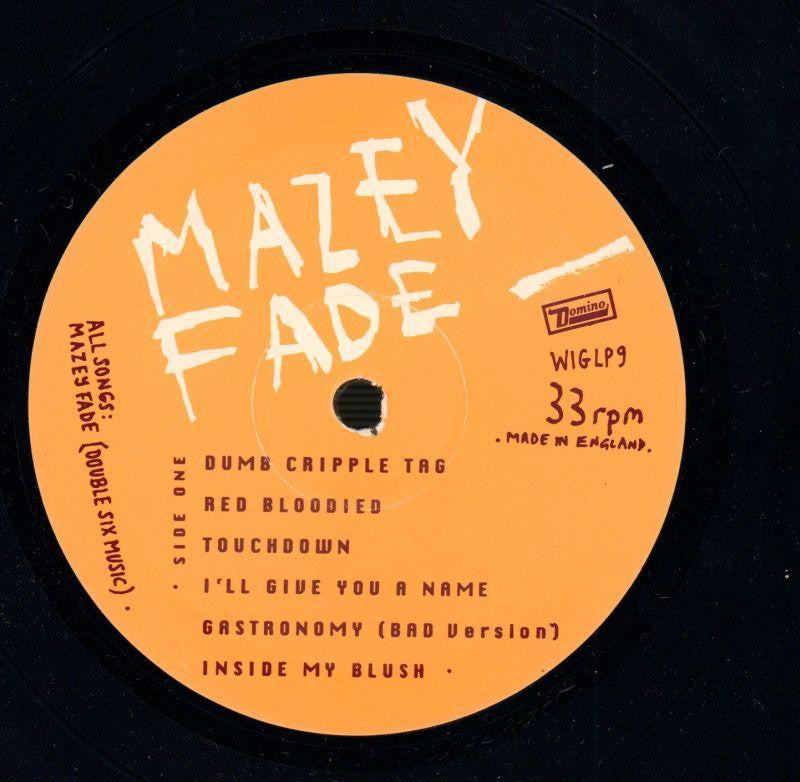 MAZEY
FADE
Domino
WIGLP9
33rpm
. MADE IN ENGLAND.
ALL SONGS:
MAZEY FADE (DOUBLE SIX MUSIC) .
. SIDE ONE
DUMB CRIPPLE TAG
RED BLOODIED
TOUCHDOWN
I'LL GIVE YOU A NAME
GASTRONOMY (BAD Version)
INSIDE MY BLUSH .